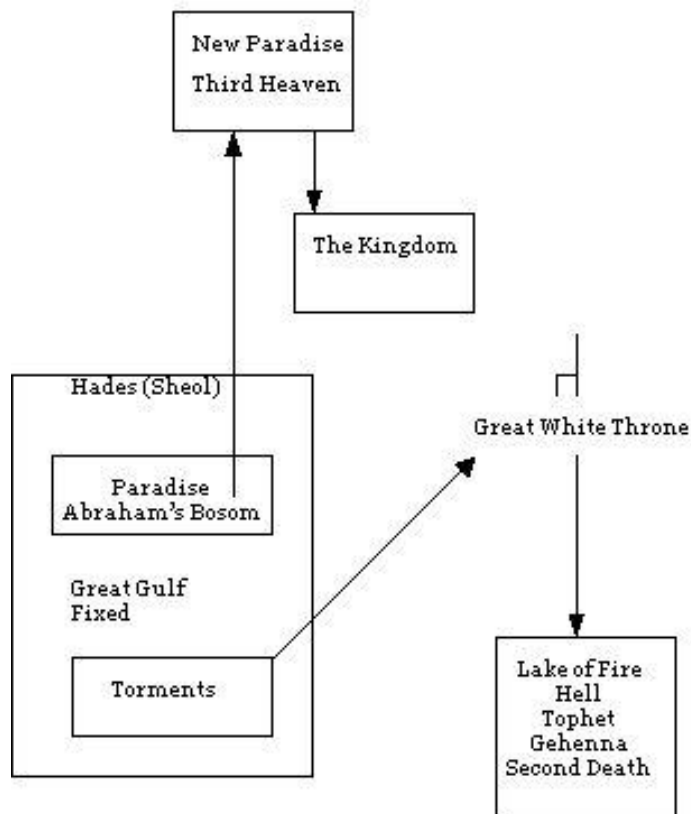 New Paradise
Third Heaven
The Kingdom
Hades (Sheol)
Great White Throne
Paradise
Abraham's Bosom
Great Gulf
Fixed
Torments
Lake of Fire
Hell
Tophet
Gehenna
Second Death